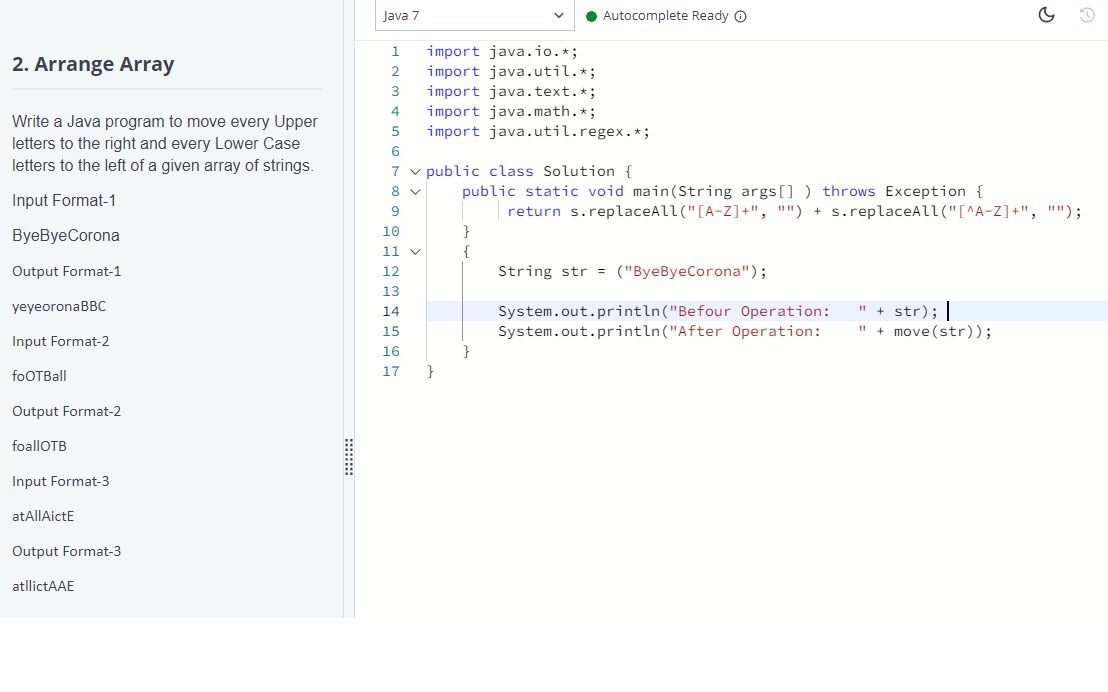 2. Arrange Array
Write a Java program to move every Upper
letters to the right and every Lower Case
letters to the left of a given array of strings.
Input Format-1
ByeByeCorona
Output Format-1
yeyeoronaBBC
Input Format-2
foOTBall
Output Format-2
foallOTB
Input Format-3
atAllAictE
Output Format-3
atllictAAE
Java 7
Autocomplete Ready
1 import java.io.*;
2 import java.util.*;
3 import java.text.*;
4 import java.math.*;
5 import java.util.regex.*;
6
7 public class Solution {
8 public static void main(String args[] ) throws Exception {
9 return s.replaceAll("[A-Z]+", "") + s.replaceAll("[^A-Z]+", "");
10 }
11 {
12 String str = ("ByeByeCorona");
13
14 System.out.println("Befour Operation:   " + str);
15 System.out.println("After Operation:    " + move(str));
16 }
17 }